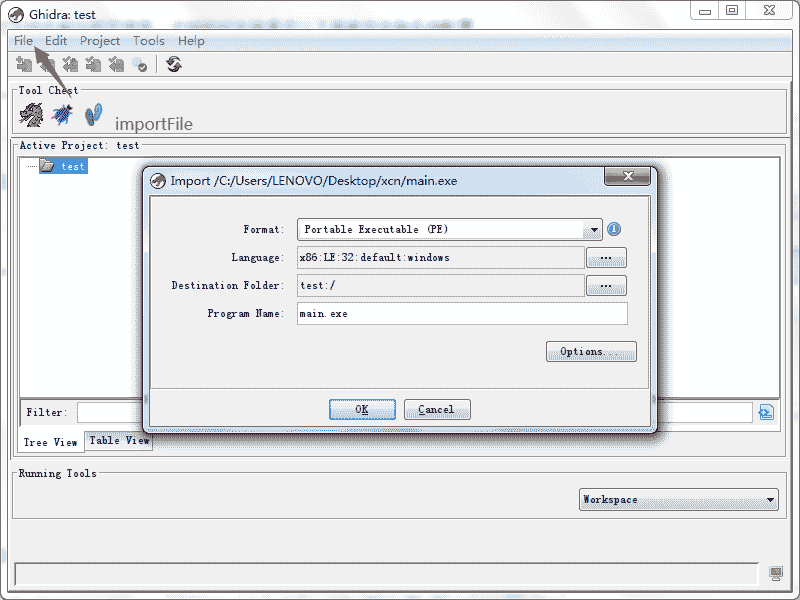 Ghidra: test
File Edit Project Tools Help
Tool Chest
importFile
Active Project: test
test
Import /C:/Users/LENOVO/Desktop/xcn/main.exe
Format: Portable Executable (PE)
Language: x86:LE:32:default:windows ...
Destination Folder: test:/ ...
Program Name: main.exe
Options...
OK Cancel
Filter:
Tree View Table View
Running Tools
Workspace